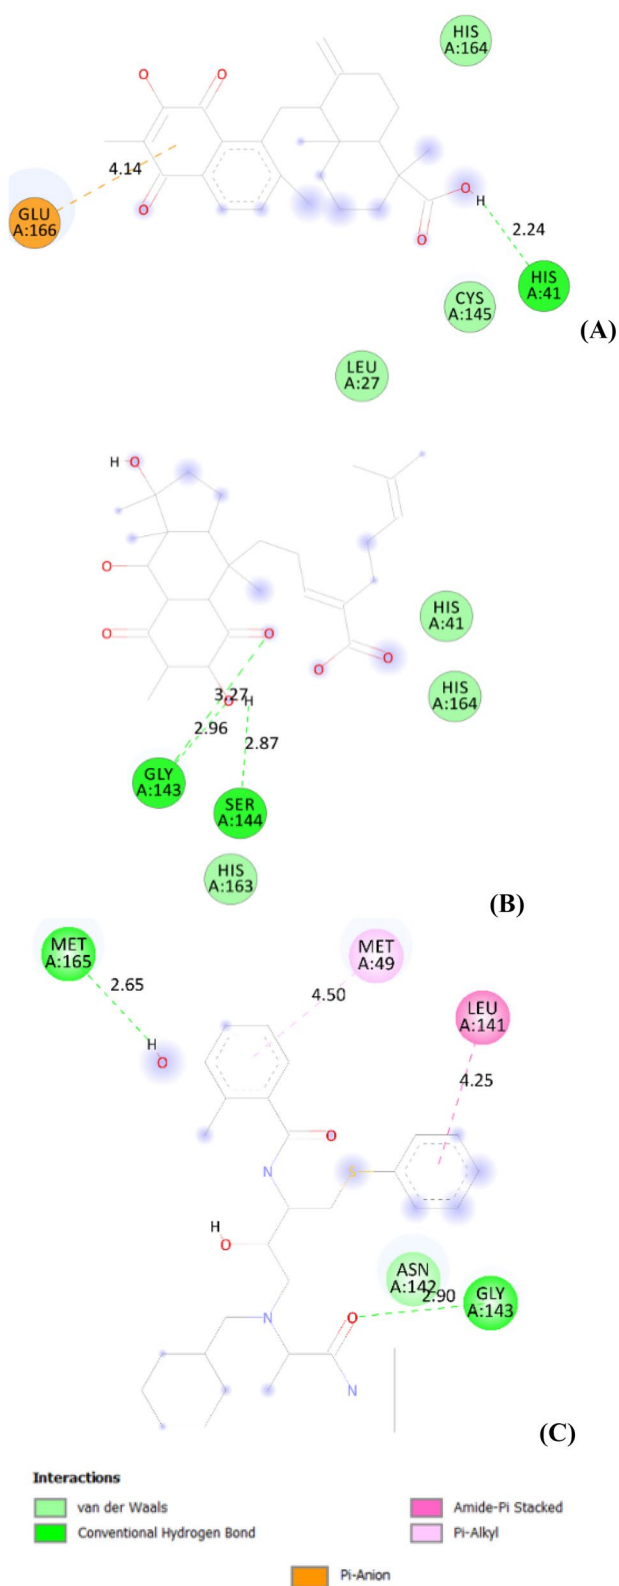 HIS
A:164
O
O
4.14
O
GLU
A:166
O
H
O
2.24
HIS
A:41
CYS
A:145
(A)
LEU
A:27
H O
O
O
O
O
O
HIS
A:41
HIS
A:164
3.27
O H
2.96
2.87
GLY
A:143
SER
A:144
HIS
A:163
(B)
MET
A:165
2.65
MET
A:49
4.50
LEU
A:141
H
O
4.25
O
N
S
H
O
ASN
A:142
2.90
GLY
A:143
N
O
N
(C)
Interactions
van der Waals
Conventional Hydrogen Bond
Amide-Pi Stacked
Pi-Alkyl
Pi-Anion